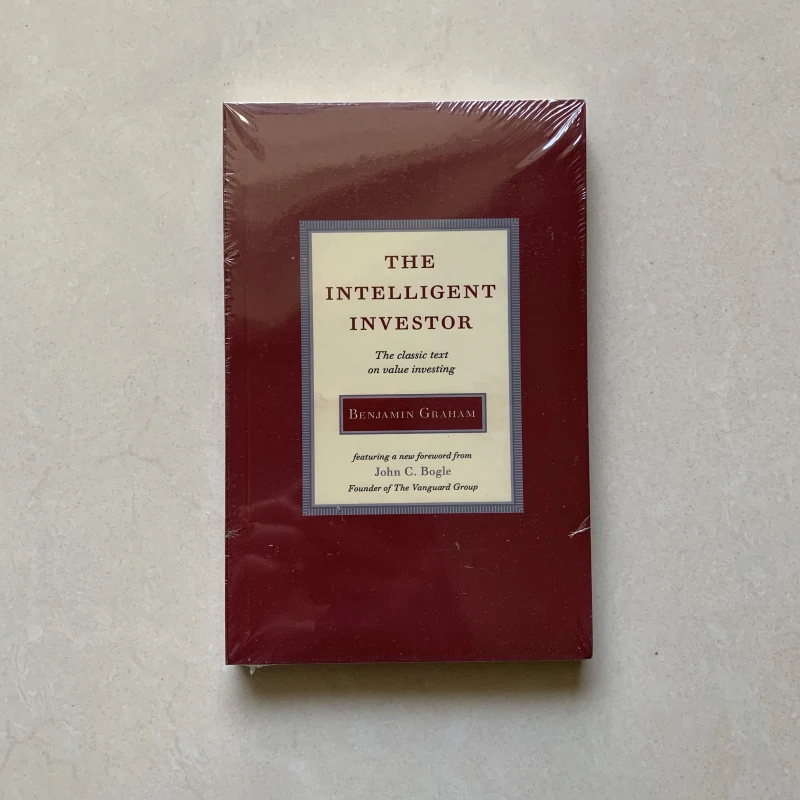 THE
INTELLIGENT
INVESTOR
The classic text
on value investing
BENJAMIN GRAHAM
featuring a new foreword from
John C. Bogle
Founder of The Vanguard Group